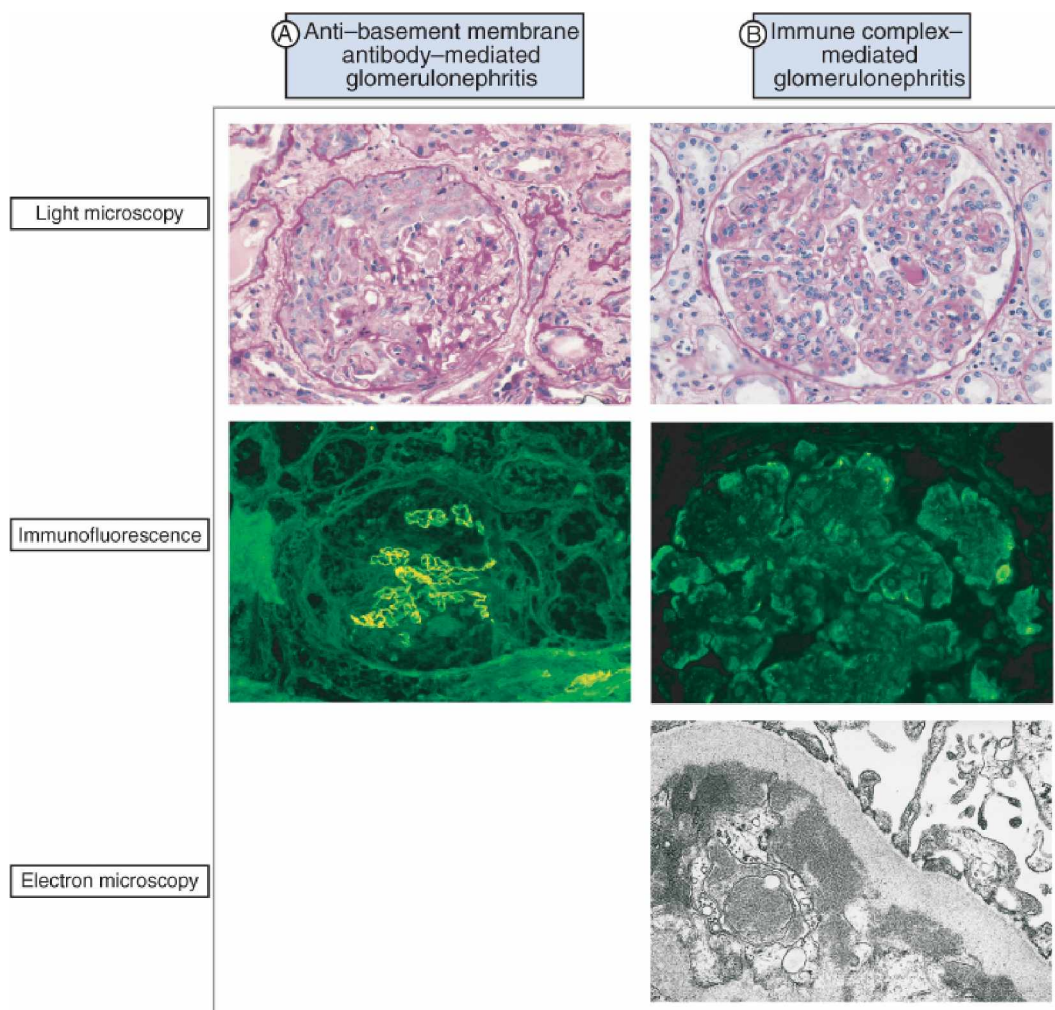 A Anti–basement membrane
antibody–mediated
glomerulonephritis
B Immune complex–
mediated
glomerulonephritis
Light microscopy
Immunofluorescence
Electron microscopy